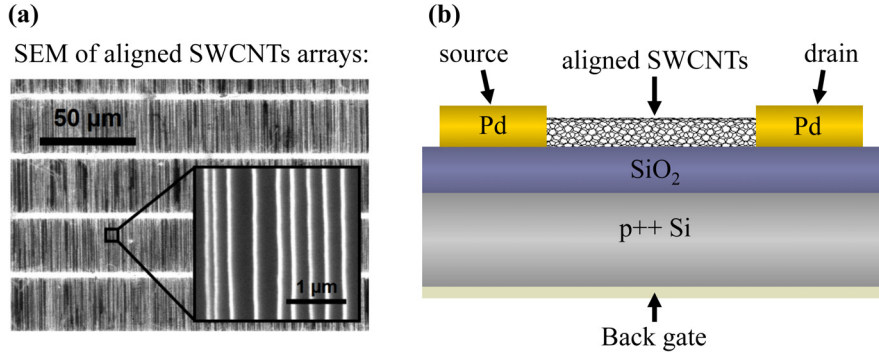 (a)
SEM of aligned SWCNTs arrays:
50 µm
1 µm
(b)
source
aligned SWCNTs
drain
Pd
Pd
SiO₂
p++ Si
Back gate